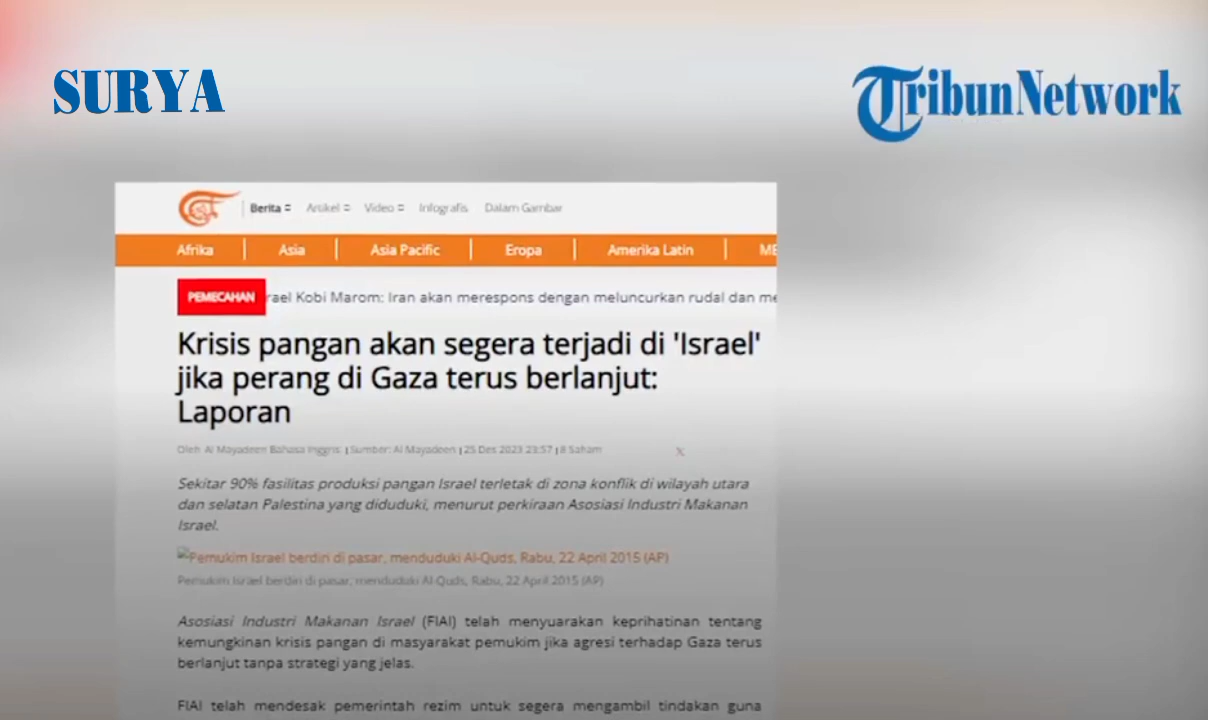 SURYA
TribunNetwork
Berita Artikel Video Infografis Dalam Gambar
Afrika Asia Asia Pacific Eropa Amerika Latin ME
PEMECAHAN rael Kobi Marom: Iran akan merespons dengan meluncurkan rudal dan me
Krisis pangan akan segera terjadi di 'Israel'
jika perang di Gaza terus berlanjut:
Laporan
Oleh Al Mayadeen Bahasa Inggris | Sumber: Al Mayadeen | 25 Des 2023 23:57 | 8 Saham
Sekitar 90% fasilitas produksi pangan Israel terletak di zona konflik di wilayah utara
dan selatan Palestina yang diduduki, menurut perkiraan Asosiasi Industri Makanan
Israel.
Pemukim Israel berdiri di pasar, menduduki Al-Quds, Rabu, 22 April 2015 (AP)
Pemukim Israel berdiri di pasar, menduduki Al-Quds, Rabu, 22 April 2015 (AP)
Asosiasi Industri Makanan Israel (FIAI) telah menyuarakan keprihatinan tentang
kemungkinan krisis pangan di masyarakat pemukim jika agresi terhadap Gaza terus
berlanjut tanpa strategi yang jelas.
FIAI telah mendesak pemerintah rezim untuk segera mengambil tindakan guna